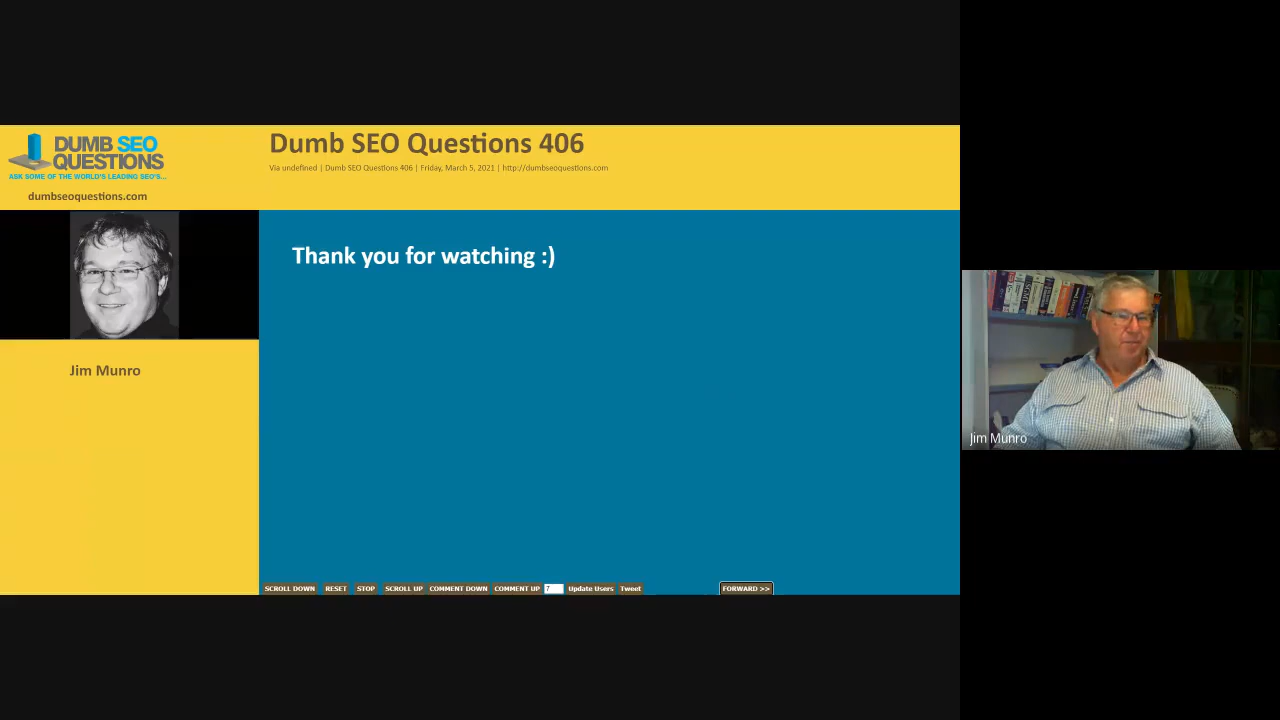 DUMB SEO
QUESTIONS
ASK SOME OF THE WORLD'S LEADING SEO'S...
dumbseoquestions.com
Dumb SEO Questions 406
Via undefined | Dumb SEO Questions 406 | Friday, March 5, 2021 | http://dumbseoquestions.com
Jim Munro
Thank you for watching :)
SCROLL DOWN RESET STOP SCROLL UP COMMENT DOWN COMMENT UP 7 Update Users Tweet FORWARD >>
Jim Munro